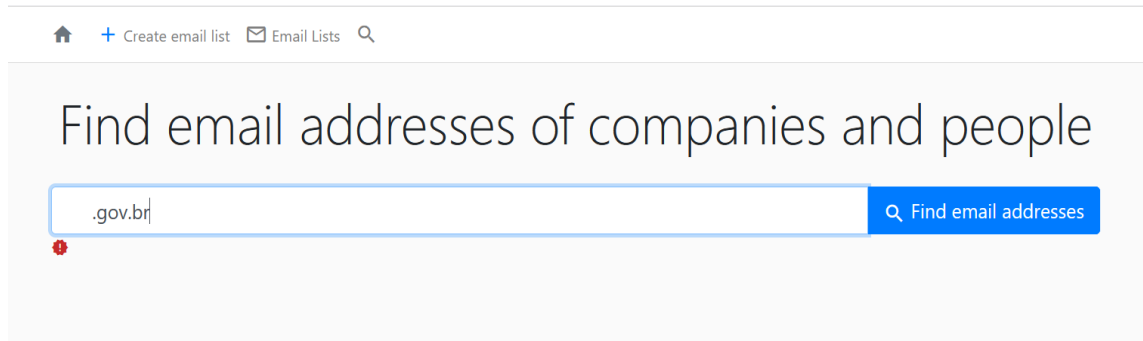 Create email list Email Lists
Find email addresses of companies and people
.gov.br Find email addresses